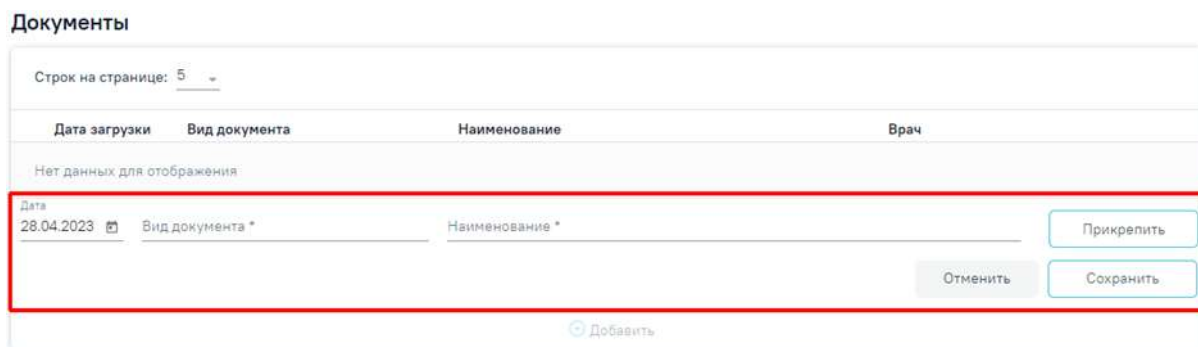 Документы
Строк на странице: 5
Дата загрузки Вид документа Наименование Врач
Нет данных для отображения
Дата
28.04.2023 Вид документа * Наименование * Прикрепить
Отменить Сохранить
Добавить